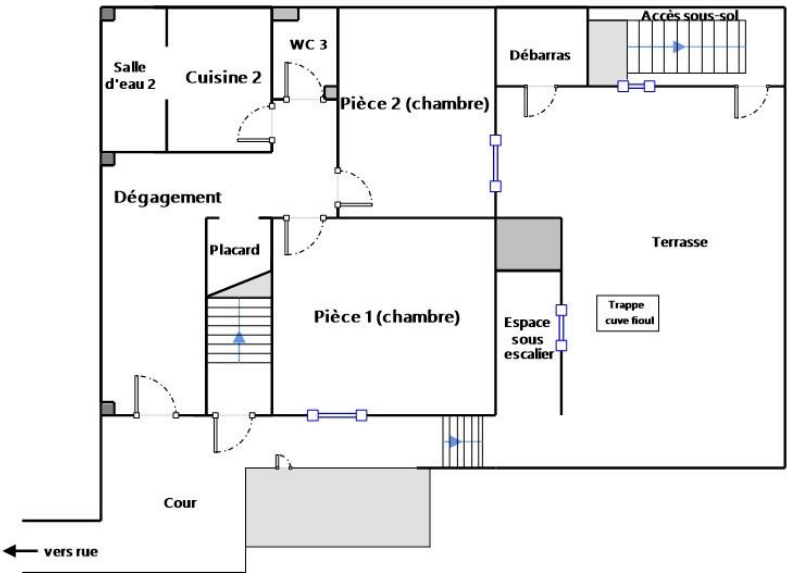 Accès sous-sol
WC 3
Débarras
Salle
d'eau 2
Cuisine 2
Pièce 2 (chambre)
Dégagement
Placard
Terrasse
Pièce 1 (chambre)
Espace
sous
escalier
Trappe
cuve fioul
Cour
vers rue